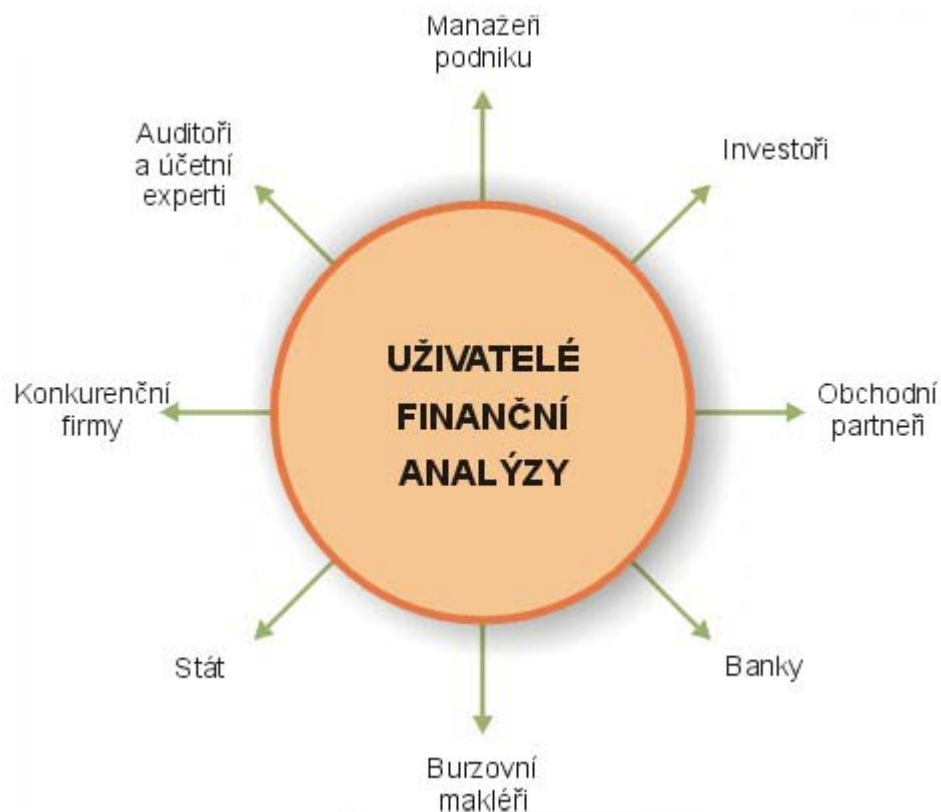 Manažeři
podniku
Auditoři
a účetní
experti
Investoři
UŽIVATELÉ
FINANČNÍ
ANALÝZY
Konkurenční
firmy
Obchodní
partneři
Stát
Banky
Burzovní
makléři